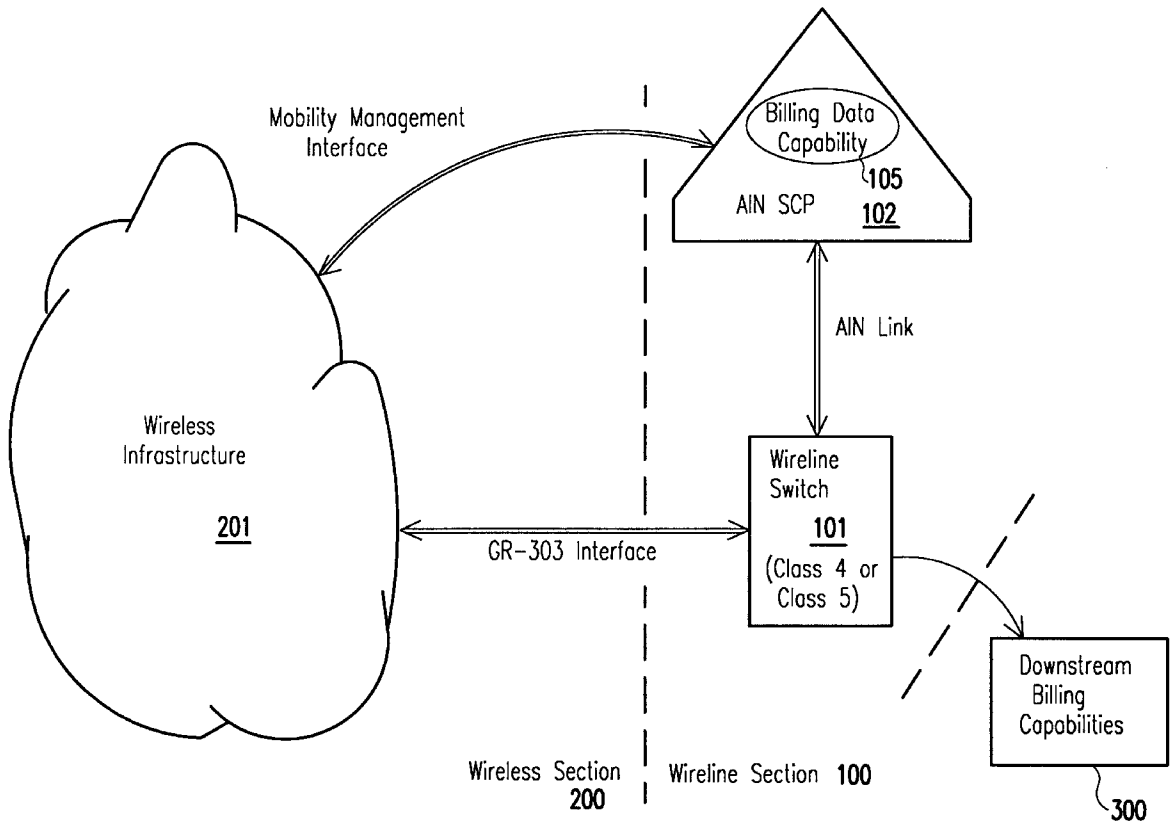 Mobility Management
Interface
Billing Data
Capability
105
AIN SCP
102
AIN Link
Wireless
Infrastructure
201
GR-303 Interface
Wireline
Switch
101
(Class 4 or
Class 5)
Downstream
Billing
Capabilities
300
Wireless Section
200
Wireline Section 100